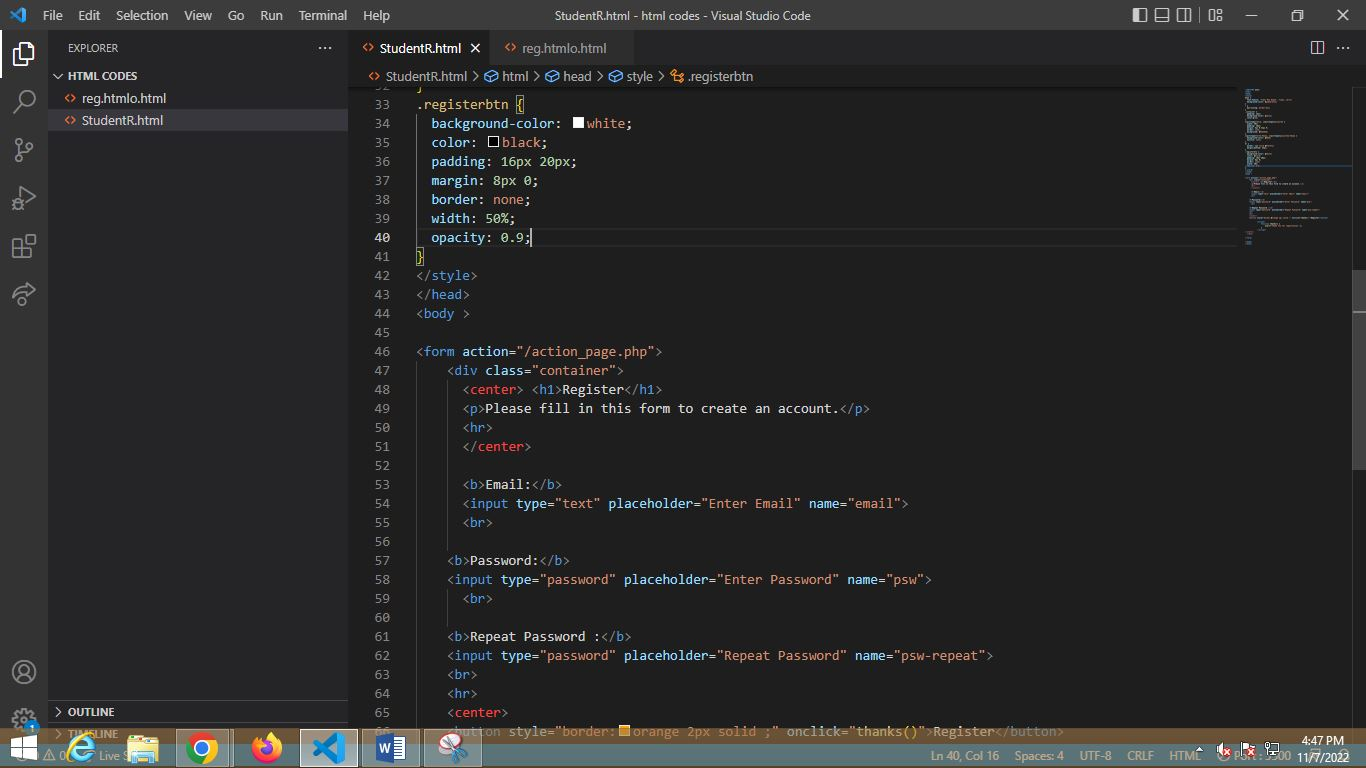 File Edit Selection View Go Run Terminal Help
StudentR.html - html codes - Visual Studio Code
EXPLORER
HTML CODES
reg.htmlo.html
StudentR.html
OUTLINE
TIMELINE
StudentR.html
reg.htmlo.html
StudentR.html > html > head > style > .registerbtn
33 .registerbtn {
34 background-color: white;
35 color: black;
36 padding: 16px 20px;
37 margin: 8px 0;
38 border: none;
39 width: 50%;
40 opacity: 0.9;
41 }
42 </style>
43 </head>
44 <body >
45
46 <form action="/action_page.php">
47 <div class="container">
48 <center> <h1>Register</h1>
49 <p>Please fill in this form to create an account.</p>
50 <hr>
51 </center>
52
53 <b>Email:</b>
54 <input type="text" placeholder="Enter Email" name="email">
55 <br>
56
57 <b>Password:</b>
58 <input type="password" placeholder="Enter Password" name="psw">
59 <br>
60
61 <b>Repeat Password :</b>
62 <input type="password" placeholder="Repeat Password" name="psw-repeat">
63 <br>
64 <hr>
65 <center>
66 <button style="border: orange 2px solid ;" onclick="thanks()">Register</button>
Ln 40, Col 16 Spaces: 4 UTF-8 CRLF HTML
4:47 PM
11/7/2022